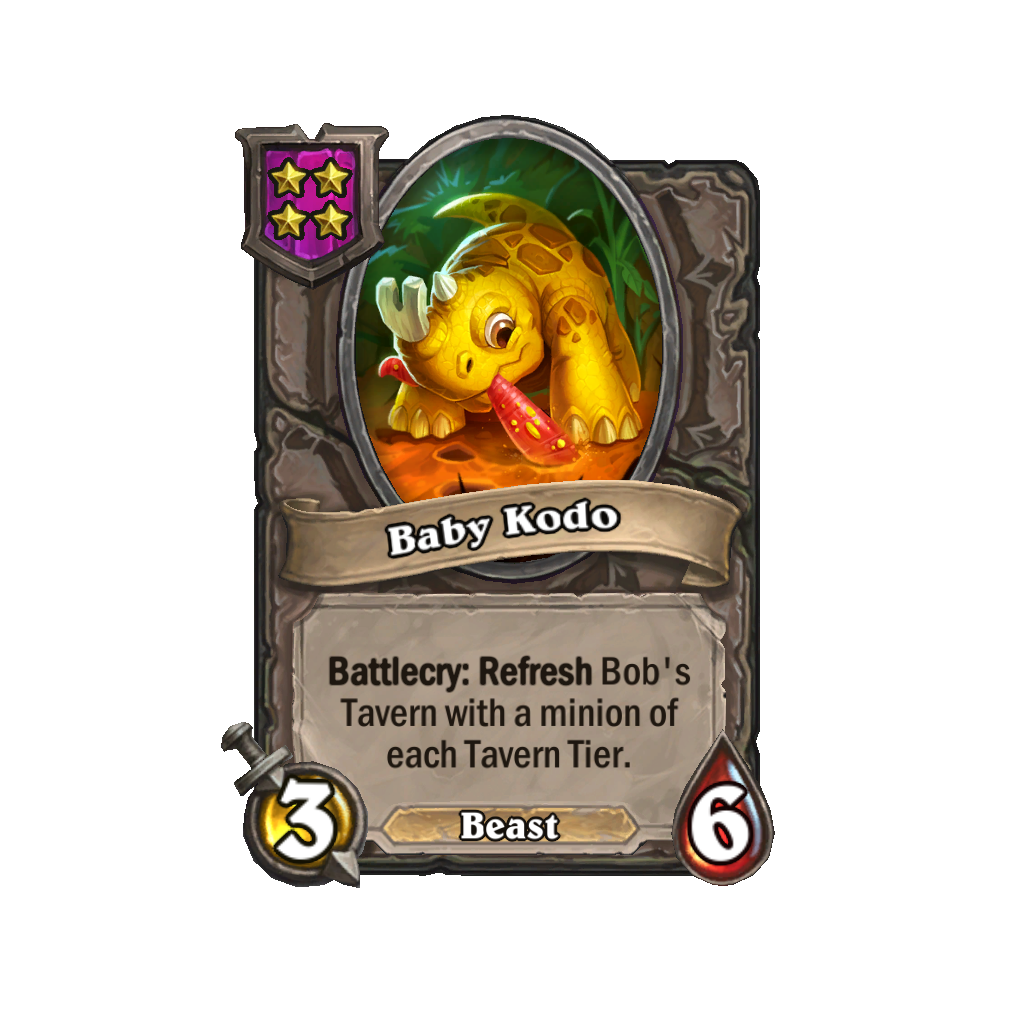 Baby Kodo
Battlecry: Refresh Bob's
Tavern with a minion of
each Tavern Tier.
3
Beast
6